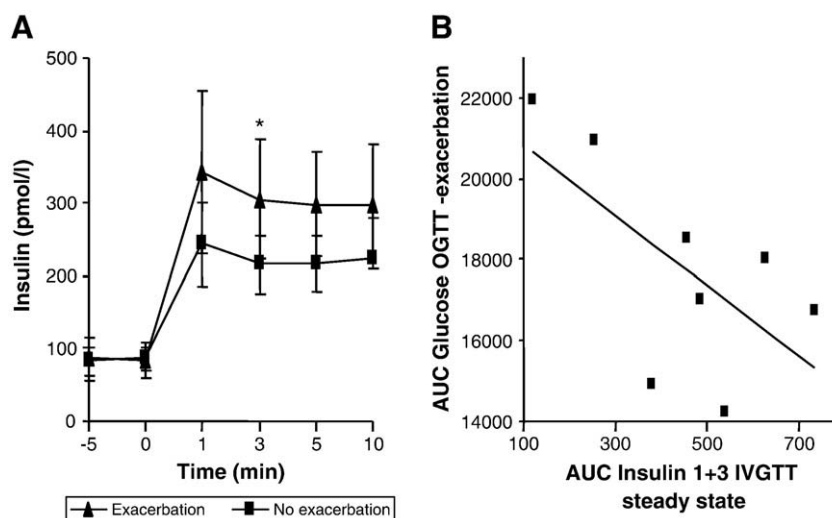 A
500
400
300
200
100
0
Insulin (pmol/l)
*
-5 0 1 3 5 10
Time (min)
Exacerbation No exacerbation
B
22000
20000
18000
16000
14000
AUC Glucose OGTT -exacerbation
100 300 500 700
AUC Insulin 1+3 IVGTT
steady state